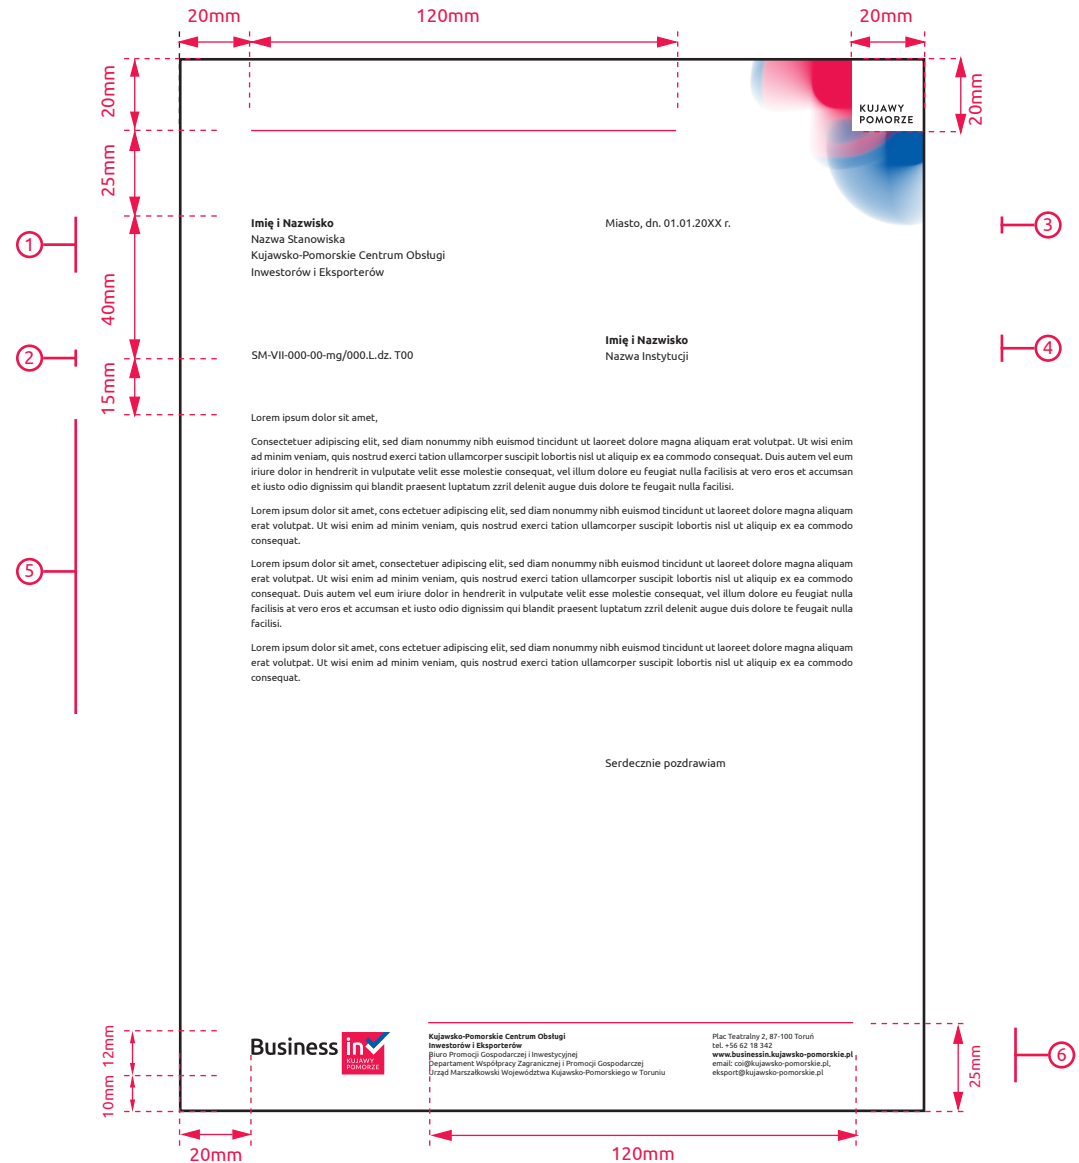 20mm
120mm
20mm
20mm
20mm
KUJAWY
POMORZE
25mm
1
Imię i Nazwisko
Nazwa Stanowiska
Kujawsko-Pomorskie Centrum Obsługi
Inwestorów i Eksporterów
Miasto, dn. 01.01.20XX r.
3
40mm
2
SM-VII-000-00-mg/000.L.dz. T00
Imię i Nazwisko
Nazwa Instytucji
4
15mm
Lorem ipsum dolor sit amet,
Consectetuer adipiscing elit, sed diam nonummy nibh euismod tincidunt ut laoreet dolore magna aliquam erat volutpat. Ut wisi enim
ad minim veniam, quis nostrud exerci tation ullamcorper suscipit lobortis nisl ut aliquip ex ea commodo consequat. Duis autem vel eum
iriure dolor in hendrerit in vulputate velit esse molestie consequat, vel illum dolore eu feugiat nulla facilisis at vero eros et accumsan
et iusto odio dignissim qui blandit praesent luptatum zzril delenit augue duis dolore te feugait nulla facilisi.
Lorem ipsum dolor sit amet, cons ectetuer adipiscing elit, sed diam nonummy nibh euismod tincidunt ut laoreet dolore magna aliquam
erat volutpat. Ut wisi enim ad minim veniam, quis nostrud exerci tation ullamcorper suscipit lobortis nisl ut aliquip ex ea commodo
consequat.
5
Lorem ipsum dolor sit amet, consectetuer adipiscing elit, sed diam nonummy nibh euismod tincidunt ut laoreet dolore magna aliquam
erat volutpat. Ut wisi enim ad minim veniam, quis nostrud exerci tation ullamcorper suscipit lobortis nisl ut aliquip ex ea commodo
consequat. Duis autem vel eum iriure dolor in hendrerit in vulputate velit esse molestie consequat, vel illum dolore eu feugiat nulla
facilisis at vero eros et accumsan et iusto odio dignissim qui blandit praesent luptatum zzril delenit augue duis dolore te feugait nulla
facilisi.
Lorem ipsum dolor sit amet, cons ectetuer adipiscing elit, sed diam nonummy nibh euismod tincidunt ut laoreet dolore magna aliquam
erat volutpat. Ut wisi enim ad minim veniam, quis nostrud exerci tation ullamcorper suscipit lobortis nisl ut aliquip ex ea commodo
consequat.
Serdecznie pozdrawiam
12mm
10mm
Business in
KUJAWY
POMORZE
Kujawsko-Pomorskie Centrum Obsługi
Inwestorów i Eksporterów
Biuro Promocji Gospodarczej i Inwestycyjnej
Departament Współpracy Zagranicznej i Promocji Gospodarczej
Urząd Marszałkowski Województwa Kujawsko-Pomorskiego w Toruniu
Plac Teatralny 2, 87-100 Toruń
tel. +56 62 18 342
www.businessin.kujawsko-pomorskie.pl
email: coi@kujawsko-pomorskie.pl,
eksport@kujawsko-pomorskie.pl
25mm
6
20mm
120mm